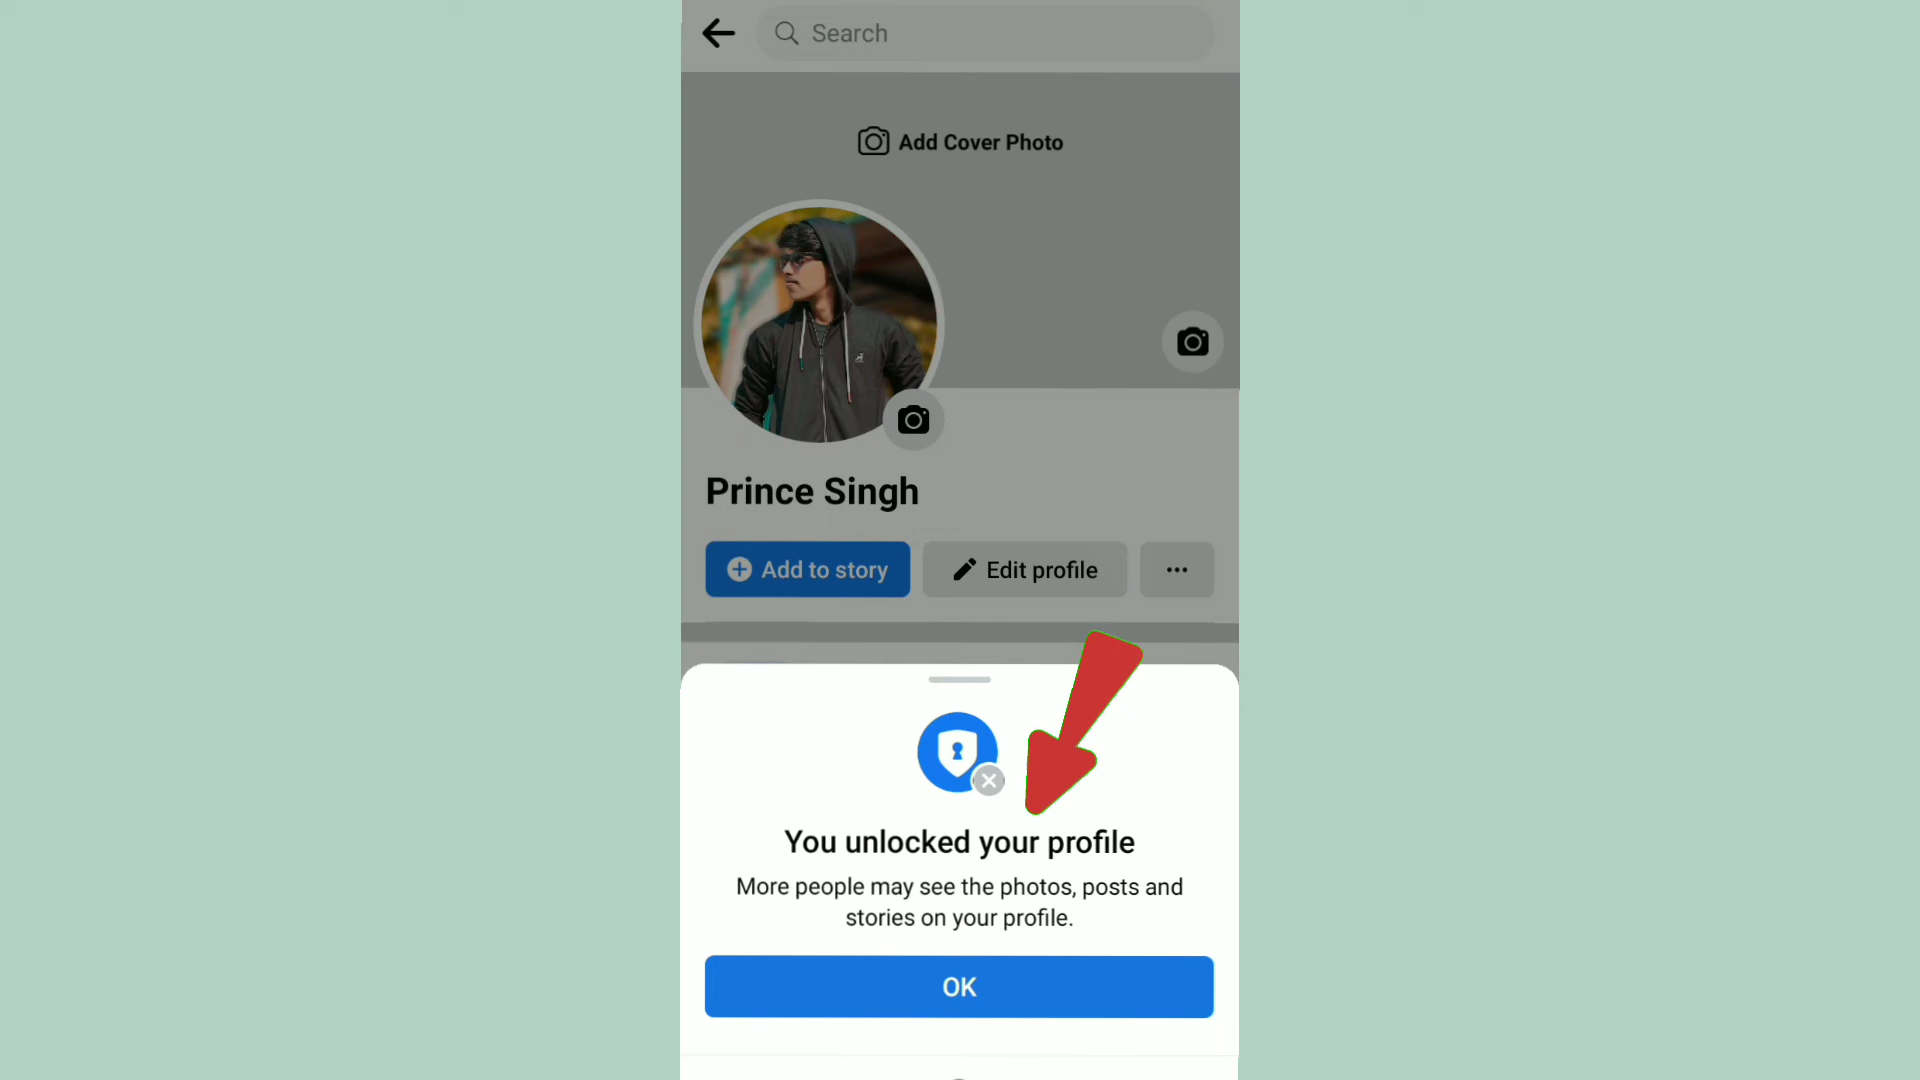 Search
Add Cover Photo
Prince Singh
Add to story
Edit profile
You unlocked your profile
More people may see the photos, posts and
stories on your profile.
OK